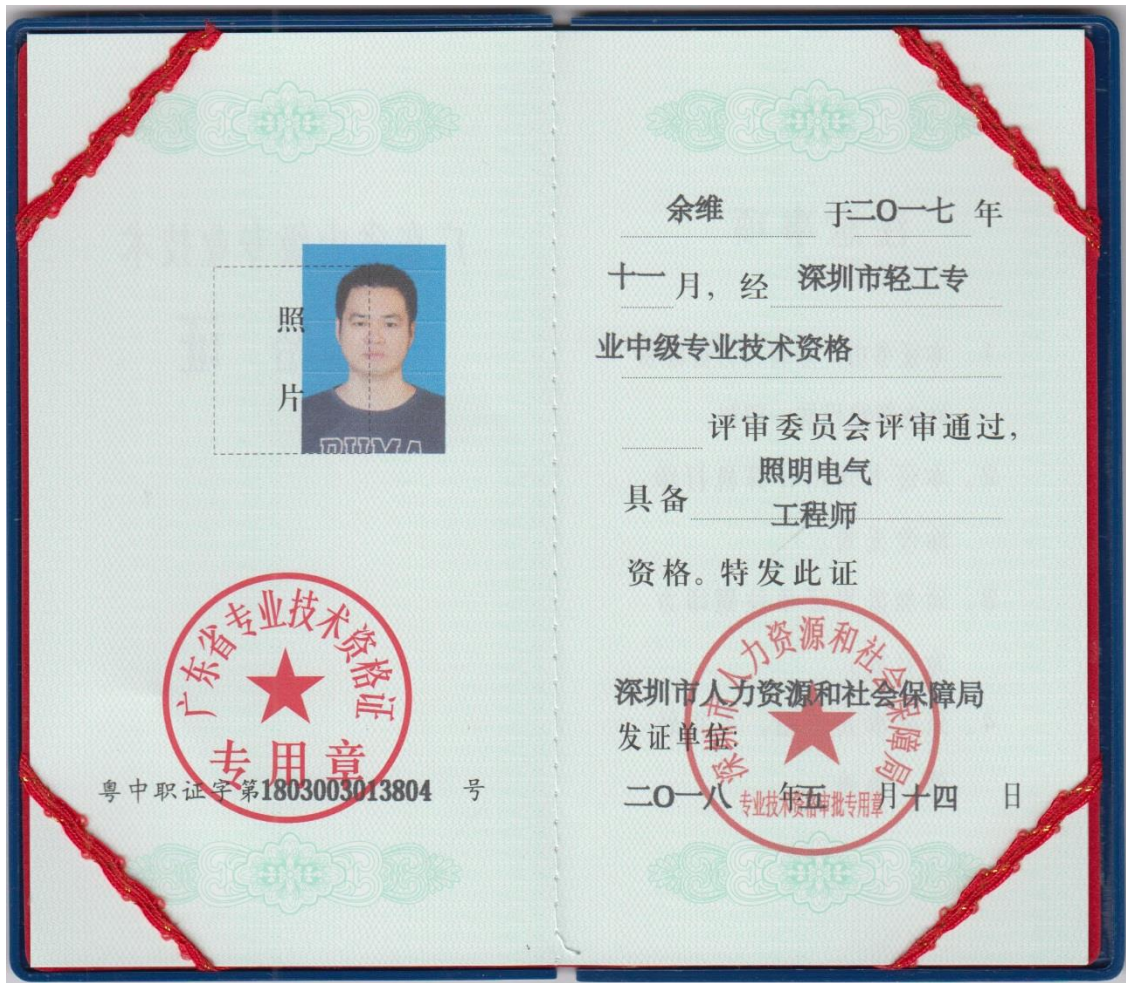 照
片
PUMA
广东省专业技术资格证
专用章
粤中职证字第1803003013804 号
余维 于二O一七 年
十一月, 经 深圳市轻工专
业中级专业技术资格
评审委员会评审通过,
照明电气
具备
工程师
资格。特发此证
深圳市人力资源和社会保障局
深圳市人力资源和社会保障局
发证单位:
二O一八 年五 月十四 日
专业技术资格审批专用章